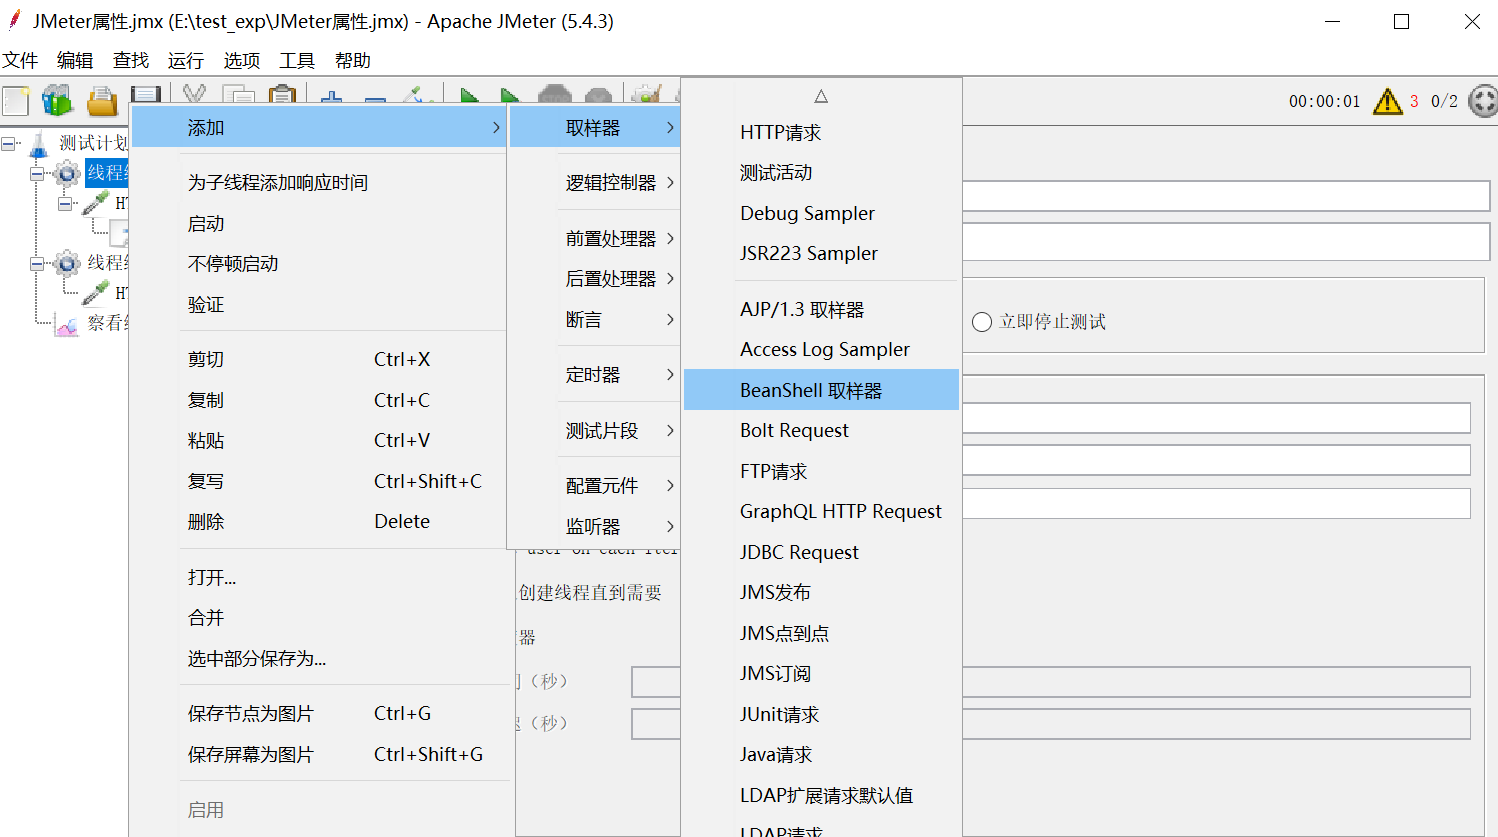 JMeter属性.jmx (E:\test_exp\JMeter属性.jmx) - Apache JMeter (5.4.3)
文件 编辑 查找 运行 选项 工具 帮助
00:00:01 3 0/2
测试计划
线程
HT
线程
HT
察看
添加
为子线程添加响应时间
启动
不停顿启动
验证
剪切 Ctrl+X
复制 Ctrl+C
粘贴 Ctrl+V
复写 Ctrl+Shift+C
删除 Delete
打开...
合并
选中部分保存为...
保存节点为图片 Ctrl+G
保存屏幕为图片 Ctrl+Shift+G
启用
取样器
逻辑控制器
前置处理器
后置处理器
断言
定时器
测试片段
配置元件
监听器
HTTP请求
测试活动
Debug Sampler
JSR223 Sampler
AJP/1.3 取样器
Access Log Sampler
BeanShell 取样器
Bolt Request
FTP请求
GraphQL HTTP Request
JDBC Request
JMS发布
JMS点到点
JMS订阅
JUnit请求
Java请求
LDAP扩展请求默认值
LDAP请求
立即停止测试
user on each iter
创建线程直到需要
器
（秒）
（秒）